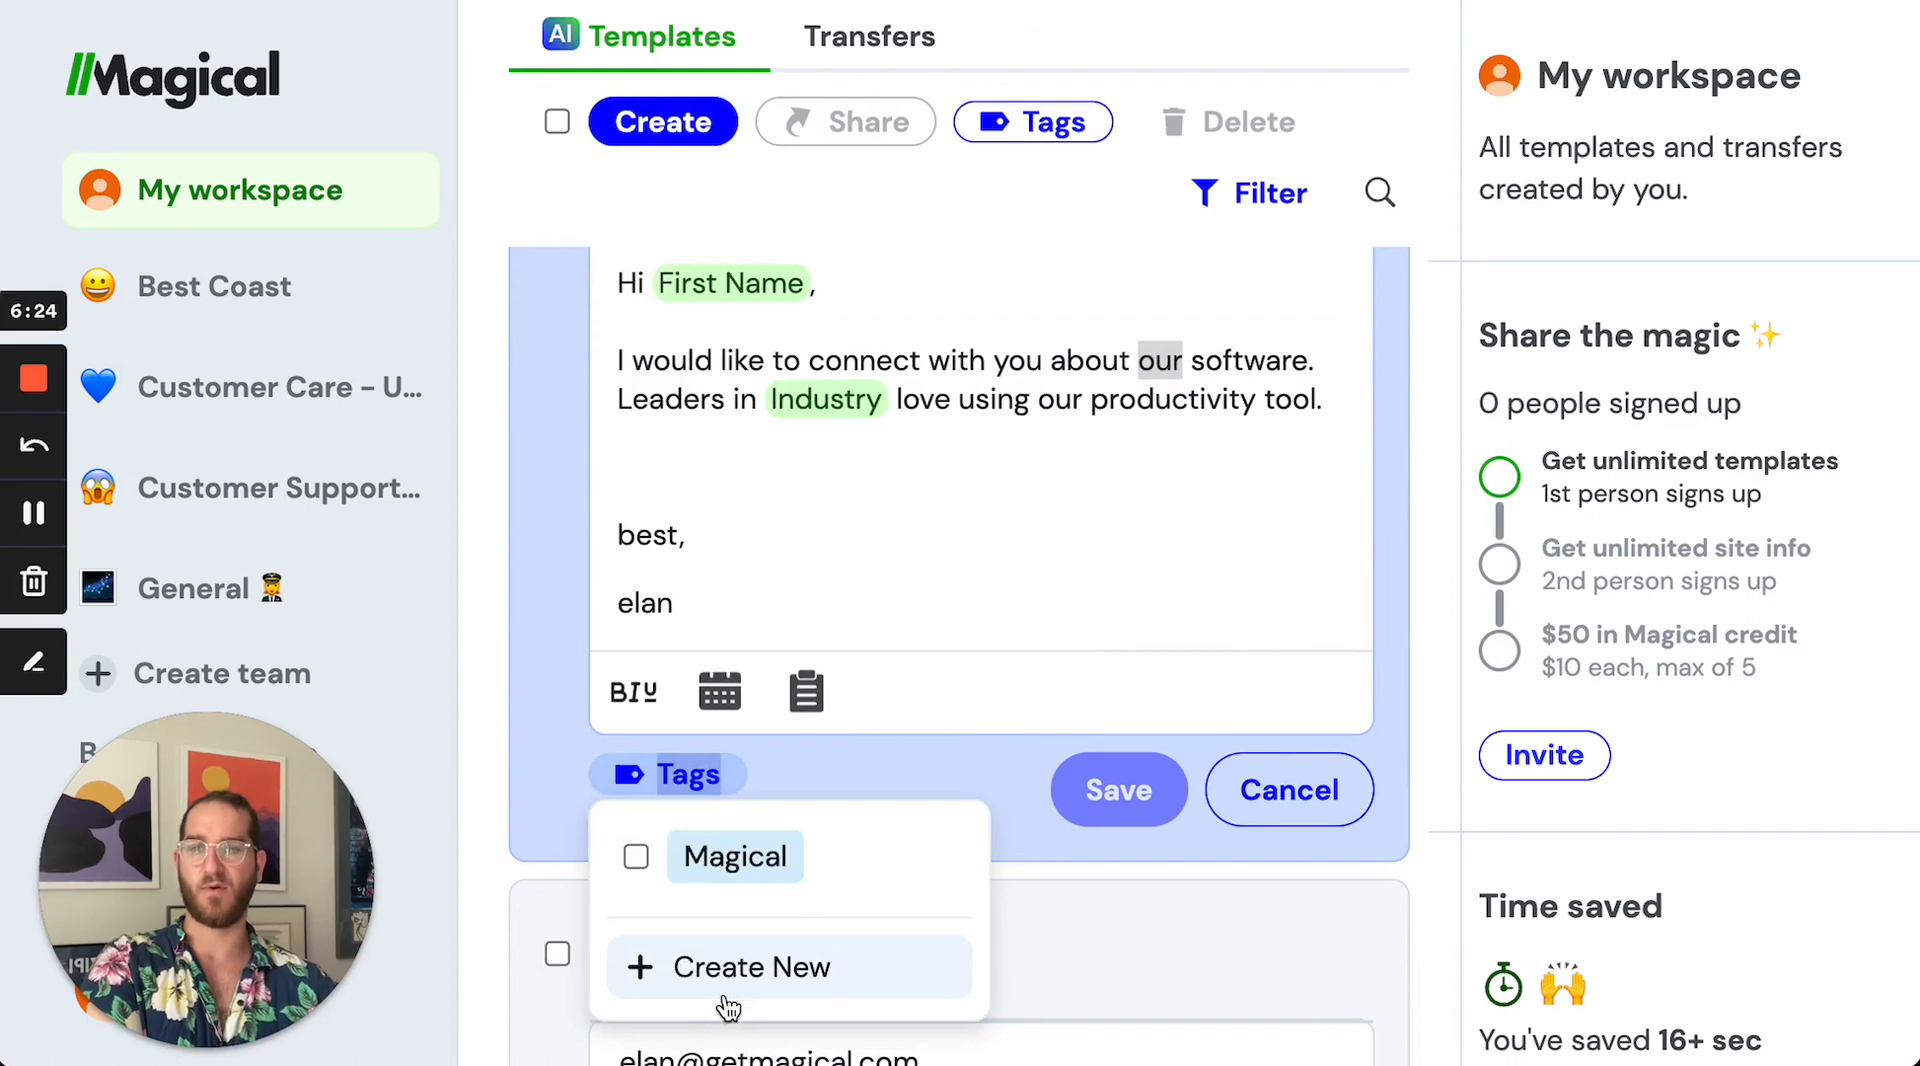 Magical
My workspace
Best Coast
6:24
Customer Care - U...
Customer Support...
General
Create team
AI Templates
Transfers
Create
Share
Tags
Delete
Filter
Hi First Name,
I would like to connect with you about our software.
Leaders in Industry love using our productivity tool.
best,
elan
BIU
Tags
Save
Cancel
Magical
+ Create New
elan@getmagical.com
My workspace
All templates and transfers
created by you.
Share the magic
0 people signed up
Get unlimited templates
1st person signs up
Get unlimited site info
2nd person signs up
$50 in Magical credit
$10 each, max of 5
Invite
Time saved
You've saved 16+ sec